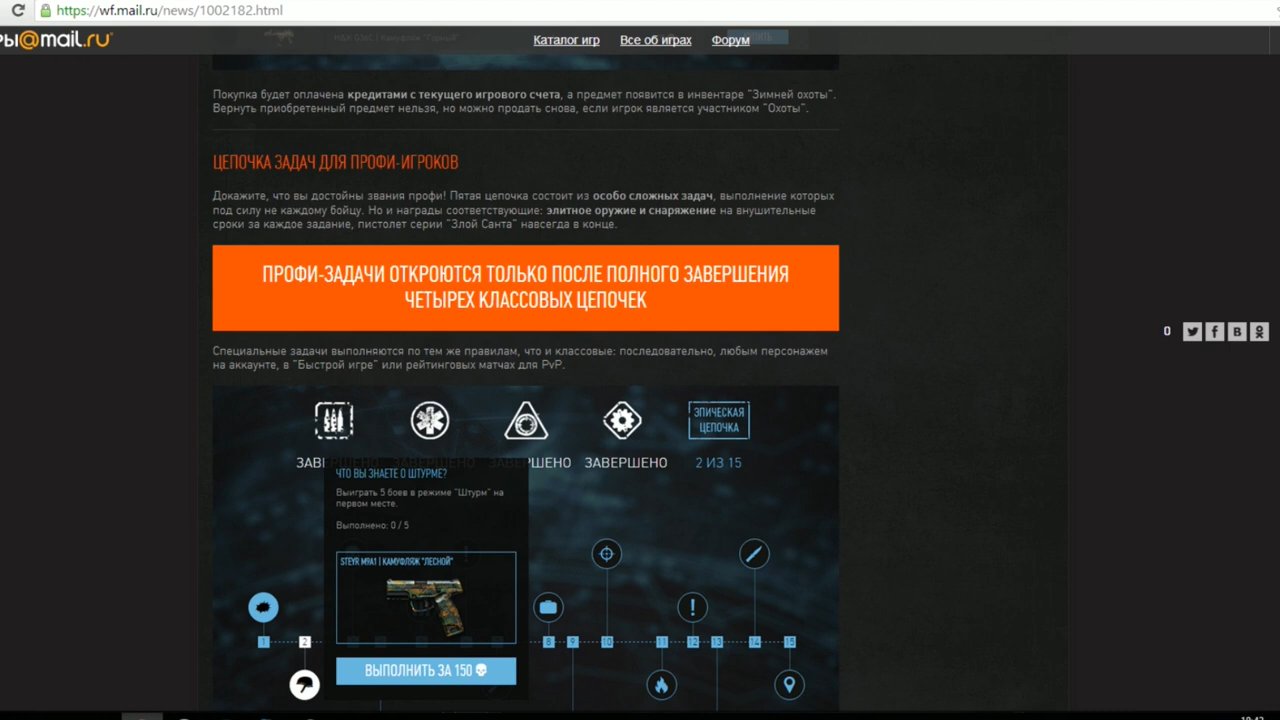 https://wf.mail.ru/news/1002182.html
ры@mail.ru
Каталог игр Все об играх Форум
Покупка будет оплачена кредитами с текущего игрового счета, а предмет появится в инвентаре "Зимней охоты".
Вернуть приобретенный предмет нельзя, но можно продать снова, если игрок является участником "Охоты".
ЦЕПОЧКА ЗАДАЧ ДЛЯ ПРОФИ-ИГРОКОВ
Докажите, что вы достойны звания профи! Пятая цепочка состоит из особо сложных задач, выполнение которых
под силу не каждому бойцу. Но и награды соответствующие: элитное оружие и снаряжение на внушительные
сроки за каждое задание, пистолет серии "Злой Санта" навсегда в конце.
ПРОФИ-ЗАДАЧИ ОТКРОЮТСЯ ТОЛЬКО ПОСЛЕ ПОЛНОГО ЗАВЕРШЕНИЯ
ЧЕТЫРЕХ КЛАССОВЫХ ЦЕПОЧЕК
0
Специальные задачи выполняются по тем же правилам, что и классовые: последовательно, любым персонажем
на аккаунте, в "Быстрой игре" или рейтинговых матчах для PvP.
ЭПИЧЕСКАЯ
ЦЕПОЧКА
ЗАВЕРШЕНО ЗАВЕРШЕНО ЗАВЕРШЕНО ЗАВЕРШЕНО 2 ИЗ 15
ЧТО ВЫ ЗНАЕТЕ О ШТУРМЕ?
Выиграть 5 боев в режиме "Штурм" на
первом месте.
Выполнено: 0 / 5
STEYR M9A1 | КАМУФЛЯЖ "ЛЕСНОЙ"
1 2 8 9 10 11 12 13 14 15
ВЫПОЛНИТЬ ЗА 150